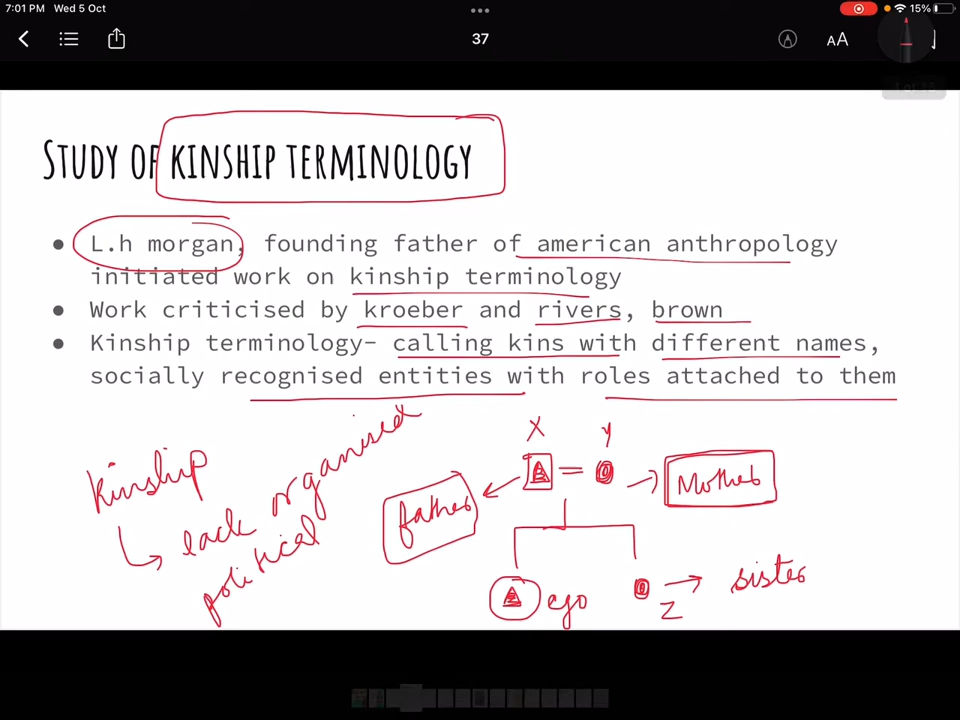 7:01 PM Wed 5 Oct
15%
37
AA
STUDY OF KINSHIP TERMINOLOGY
● L.h morgan, founding father of american anthropology
initiated work on kinship terminology
● Work criticised by kroeber and rivers, brown
● Kinship terminology- calling kins with different names,
socially recognised entities with roles attached to them
X Y
= 
Mother
father
Kinship
lack organised
political
ego
Z
sister